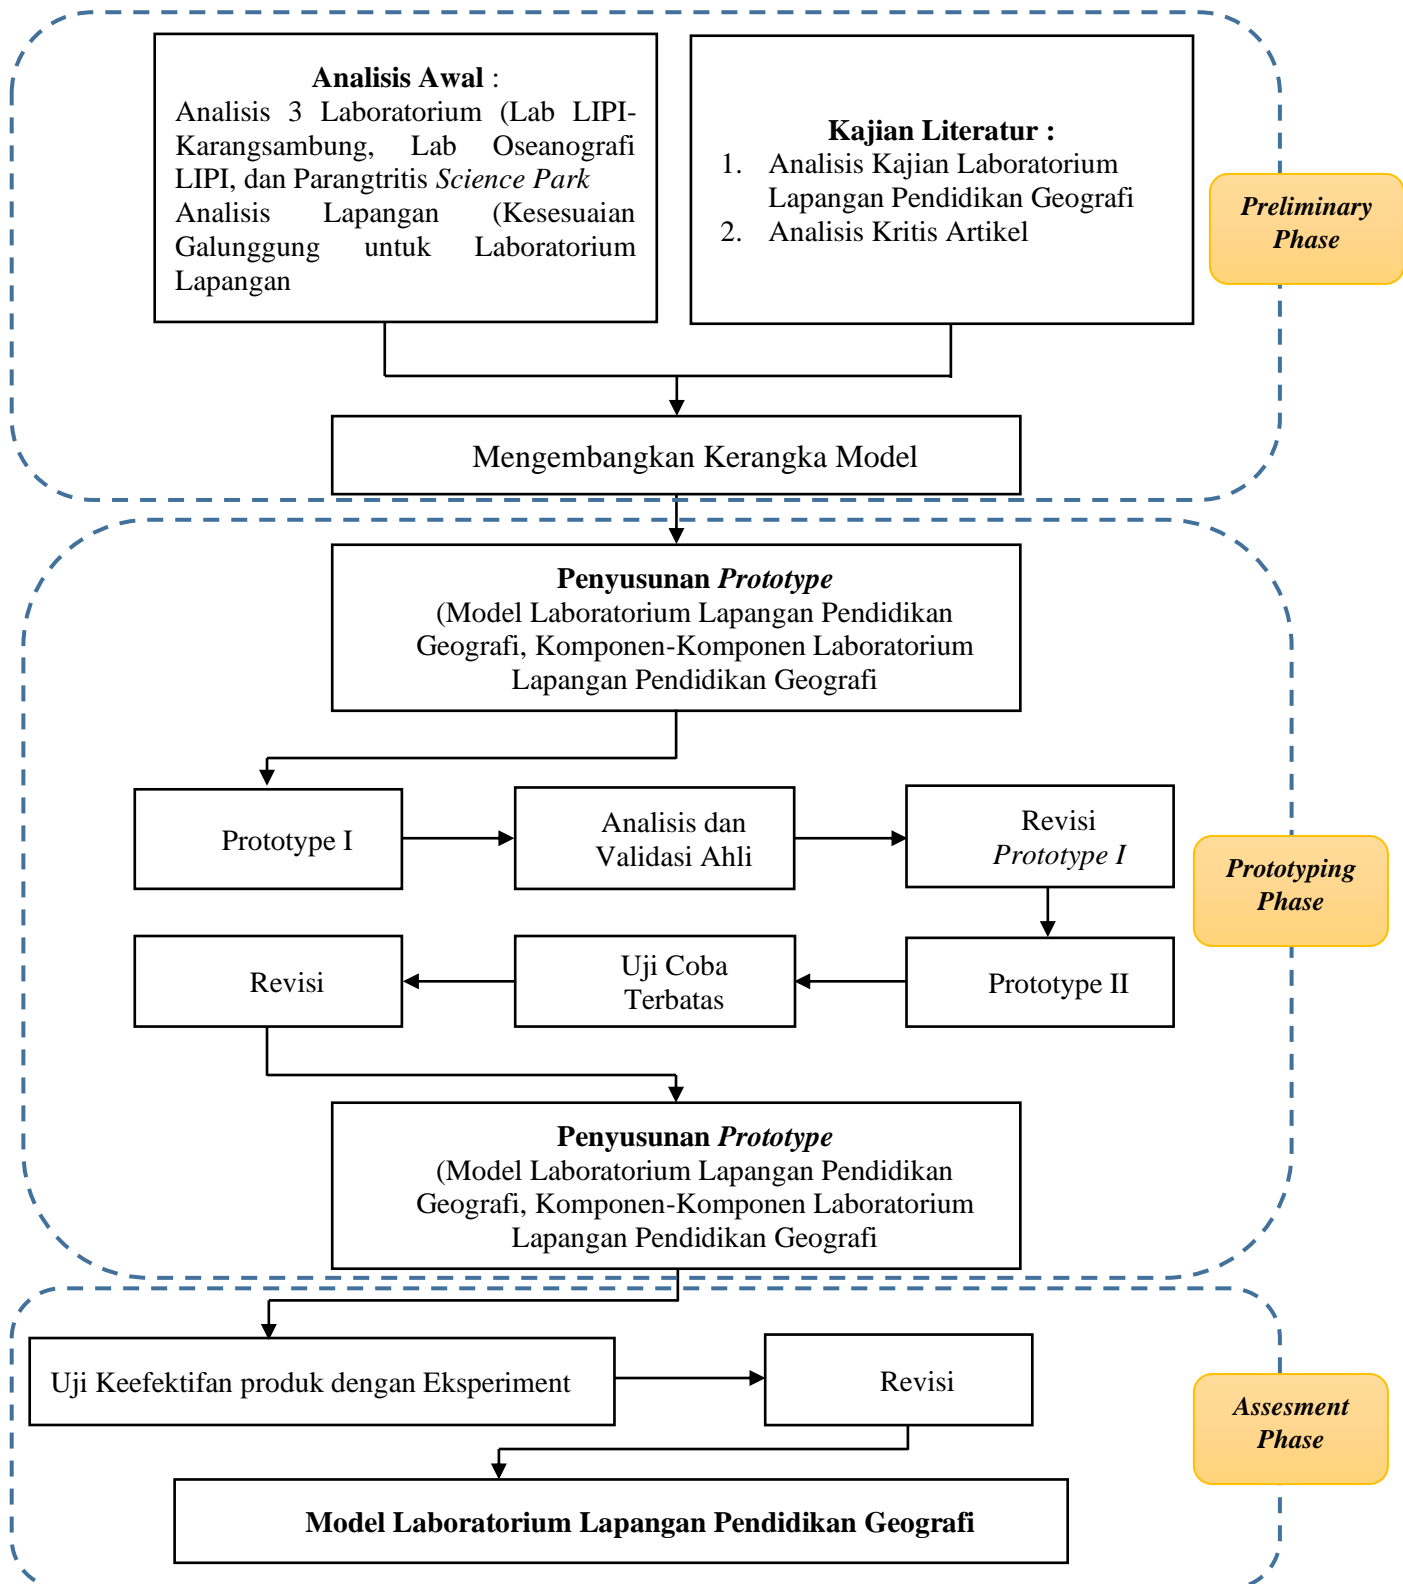 Analisis Awal :
Analisis 3 Laboratorium (Lab LIPI-
Karangsambung, Lab Oseanografi
LIPI, dan Parangtritis Science Park
Analisis Lapangan (Kesesuaian
Galunggung untuk Laboratorium
Lapangan
Kajian Literatur :
1. Analisis Kajian Laboratorium
Lapangan Pendidikan Geografi
2. Analisis Kritis Artikel
Preliminary
Phase
Mengembangkan Kerangka Model
Penyusunan Prototype
(Model Laboratorium Lapangan Pendidikan
Geografi, Komponen-Komponen Laboratorium
Lapangan Pendidikan Geografi
Prototype I
Analisis dan
Validasi Ahli
Revisi
Prototype I
Prototyping
Phase
Revisi
Uji Coba
Terbatas
Prototype II
Penyusunan Prototype
(Model Laboratorium Lapangan Pendidikan
Geografi, Komponen-Komponen Laboratorium
Lapangan Pendidikan Geografi
Uji Keefektifan produk dengan Eksperiment
Revisi
Assesment
Phase
Model Laboratorium Lapangan Pendidikan Geografi